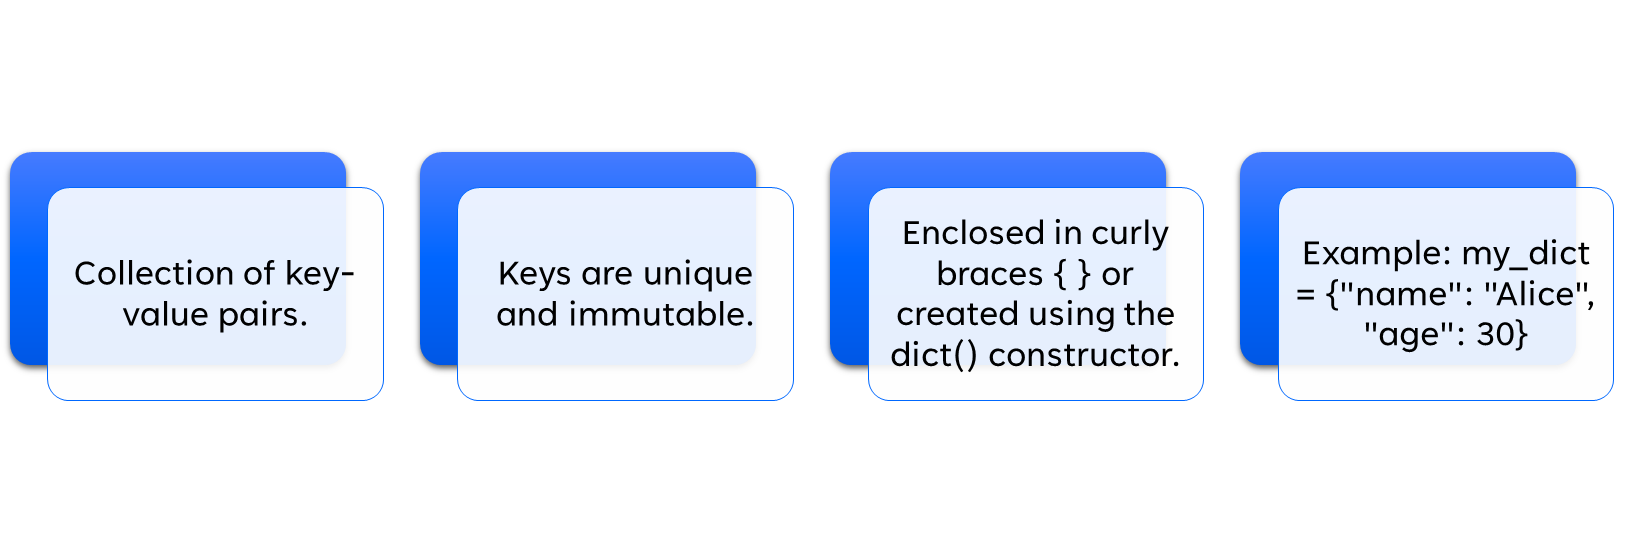 Collection of key-
value pairs.
Keys are unique
and immutable.
Enclosed in curly
braces { } or
created using the
dict() constructor.
Example: my_dict
= {"name": "Alice",
"age": 30}